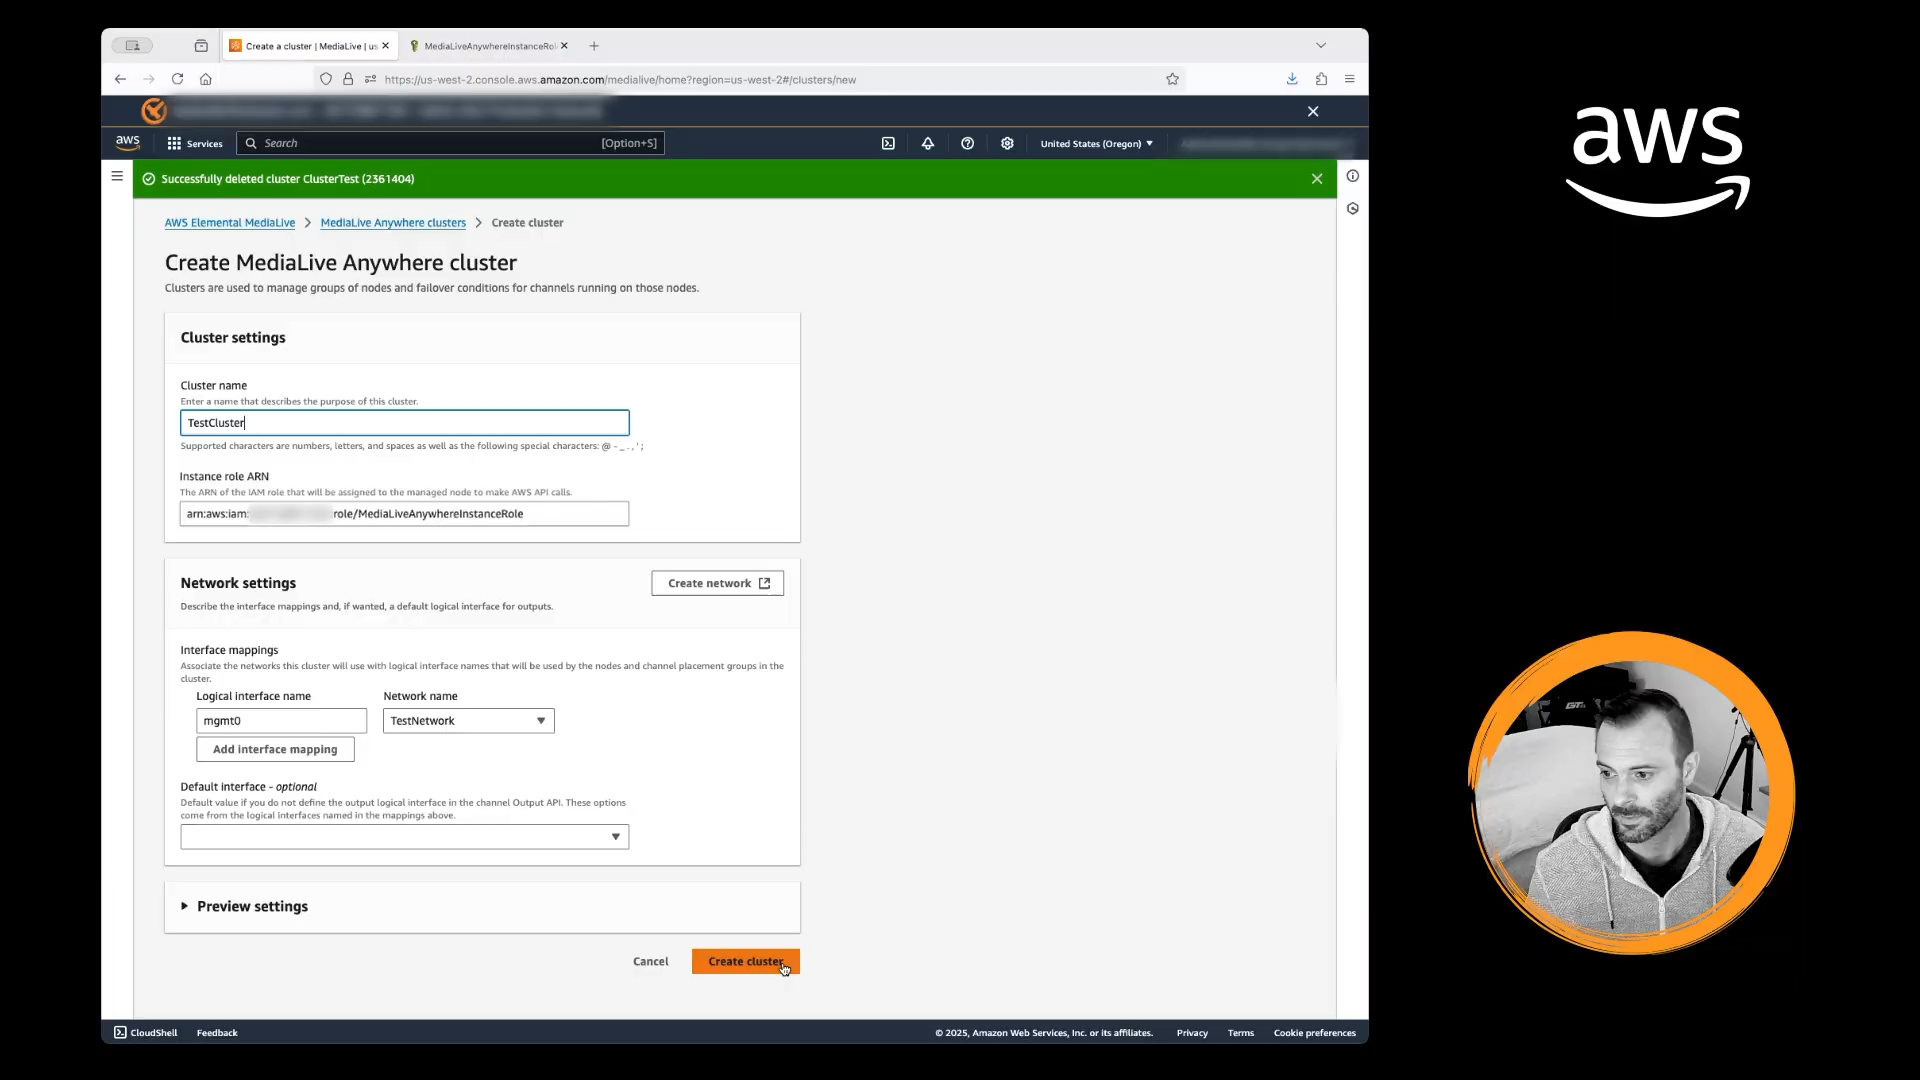 Create a cluster | MediaLive | us
MediaLiveAnywhereInstanceRol
https://us-west-2.console.aws.amazon.com/medialive/home?region=us-west-2#/clusters/new
aws
Services
Search
[Option+S]
United States (Oregon)
Successfully deleted cluster ClusterTest (2361404)
AWS Elemental MediaLive
MediaLive Anywhere clusters
Create cluster
Create MediaLive Anywhere cluster
Clusters are used to manage groups of nodes and failover conditions for channels running on those nodes.
Cluster settings
Cluster name
Enter a name that describes the purpose of this cluster.
TestCluster
Supported characters are numbers, letters, and spaces as well as the following special characters: @ - _ . , ' ;
Instance role ARN
The ARN of the IAM role that will be assigned to the managed node to make AWS API calls.
arn:aws:iam: role/MediaLiveAnywhereInstanceRole
Network settings
Create network
Describe the interface mappings and, if wanted, a default logical interface for outputs.
Interface mappings
Associate the networks this cluster will use with logical interface names that will be used by the nodes and channel placement groups in the
cluster.
Logical interface name
Network name
mgmt0
TestNetwork
Add interface mapping
Default interface - optional
Default value if you do not define the output logical interface in the channel Output API. These options
come from the logical interfaces named in the mappings above.
Preview settings
Cancel
Create cluster
CloudShell
Feedback
© 2025, Amazon Web Services, Inc. or its affiliates.
Privacy
Terms
Cookie preferences
aws